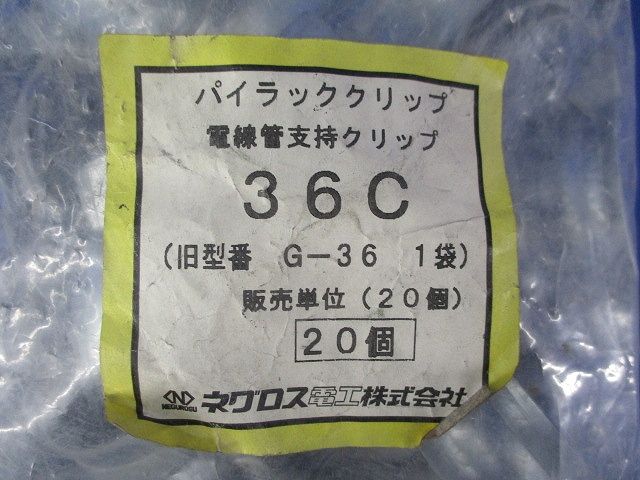 パイラッククリップ
電線管支持クリップ
36C
(旧型番 G-36 1袋)
販売単位(20個)
20個
NEGUROSU ネグロス電工株式会社